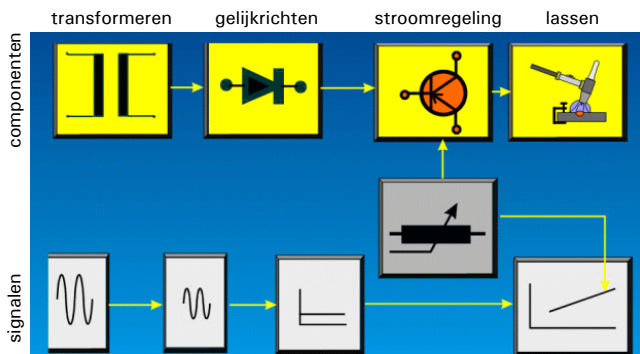 transformeren gelijkrichten stroomregeling lassen
componenten
signalen